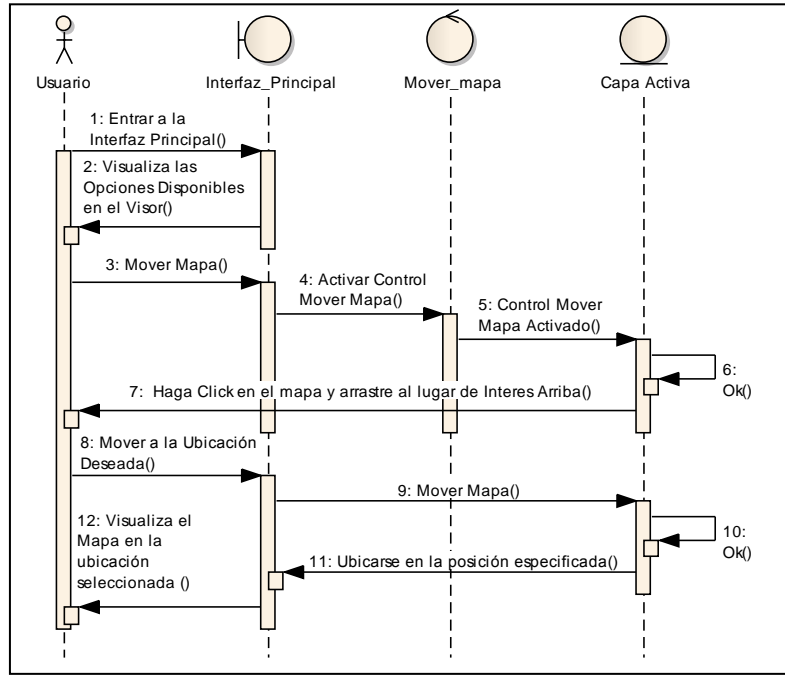 Usuario
Interfaz_Principal
Mover_mapa
Capa Activa
1: Entrar a la
Interfaz Principal()
2: Visualiza las
Opciones Disponibles
en el Visor()
3: Mover Mapa()
4: Activar Control
Mover Mapa()
5: Control Mover
Mapa Activado()
6:
Ok()
7: Haga Click en el mapa y arrastre al lugar de Interes Arriba()
8: Mover a la Ubicación
Deseada()
9: Mover Mapa()
10:
Ok()
11: Ubicarse en la posición especificada()
12: Visualiza el
Mapa en la
ubicación
seleccionada ()